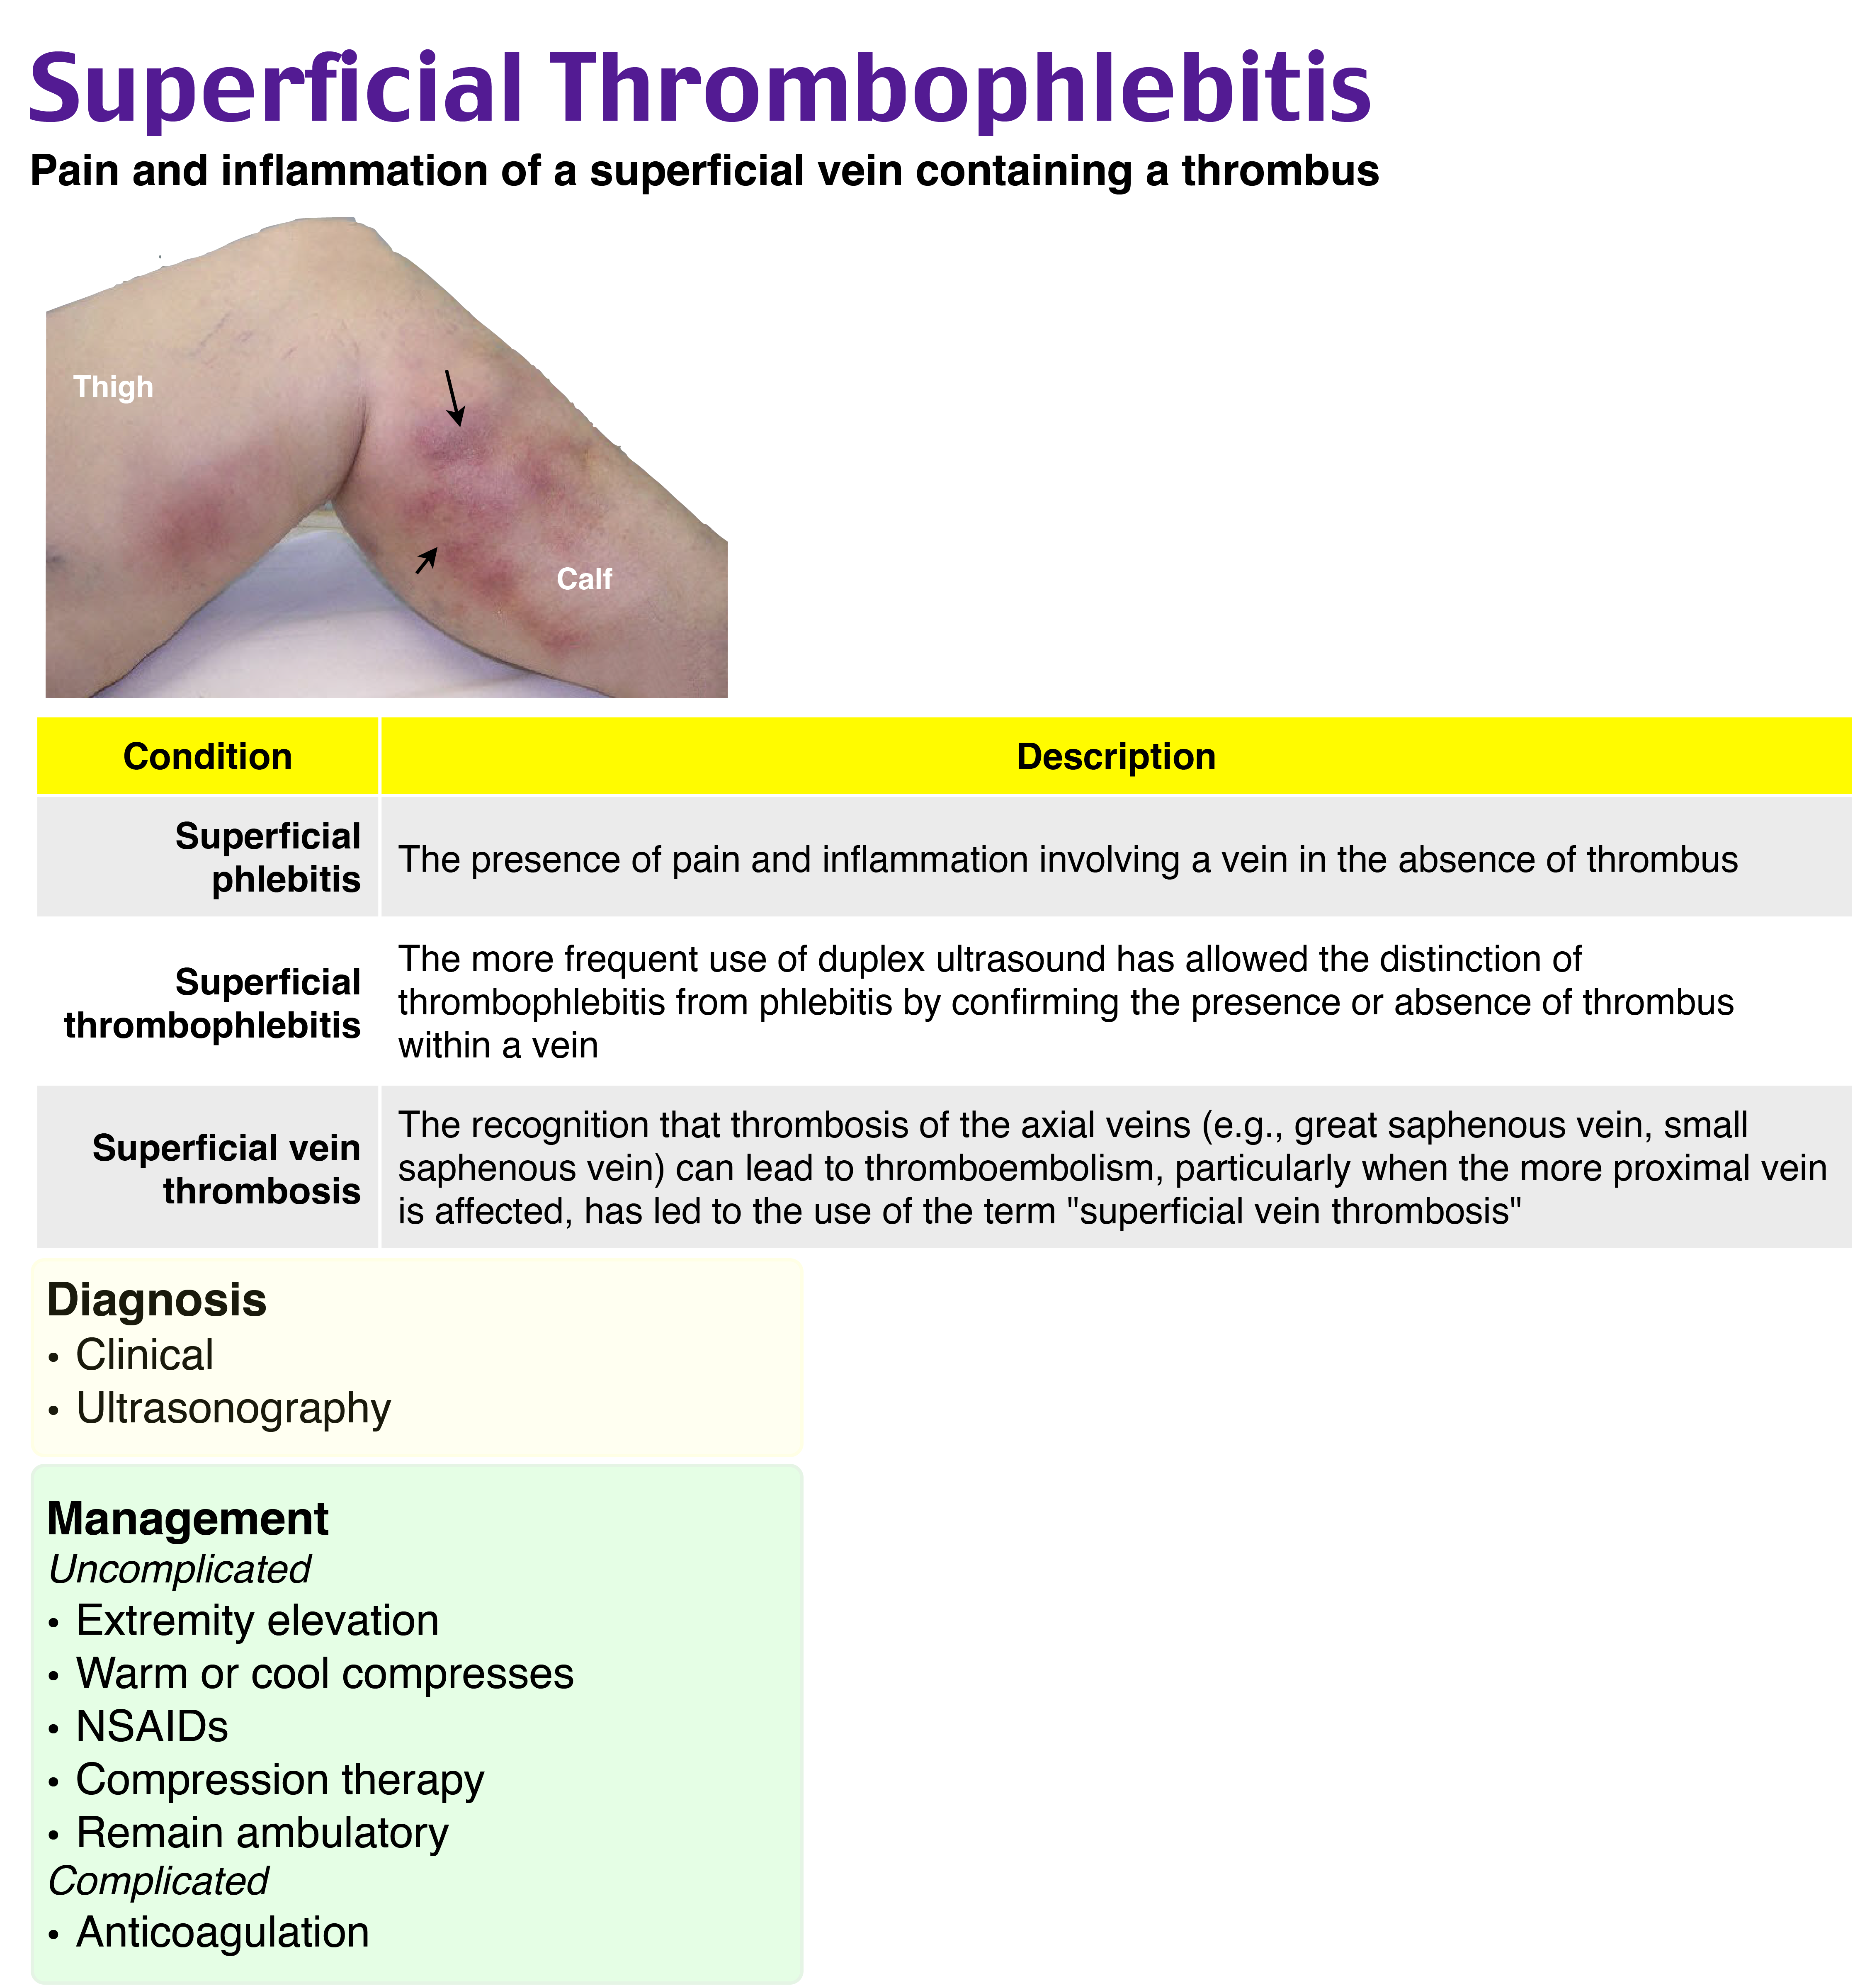 Superficial Thrombophlebitis
Pain and inflammation of a superficial vein containing a thrombus
Thigh
Calf
Condition
Description
Superficial
phlebitis
The presence of pain and inflammation involving a vein in the absence of thrombus
Superficial
thrombophlebitis
The more frequent use of duplex ultrasound has allowed the distinction of
thrombophlebitis from phlebitis by confirming the presence or absence of thrombus
within a vein
Superficial vein
thrombosis
The recognition that thrombosis of the axial veins (e.g., great saphenous vein, small
saphenous vein) can lead to thromboembolism, particularly when the more proximal vein
is affected, has led to the use of the term "superficial vein thrombosis"
Diagnosis
• Clinical
• Ultrasonography
Management
Uncomplicated
• Extremity elevation
• Warm or cool compresses
• NSAIDs
• Compression therapy
• Remain ambulatory
Complicated
• Anticoagulation